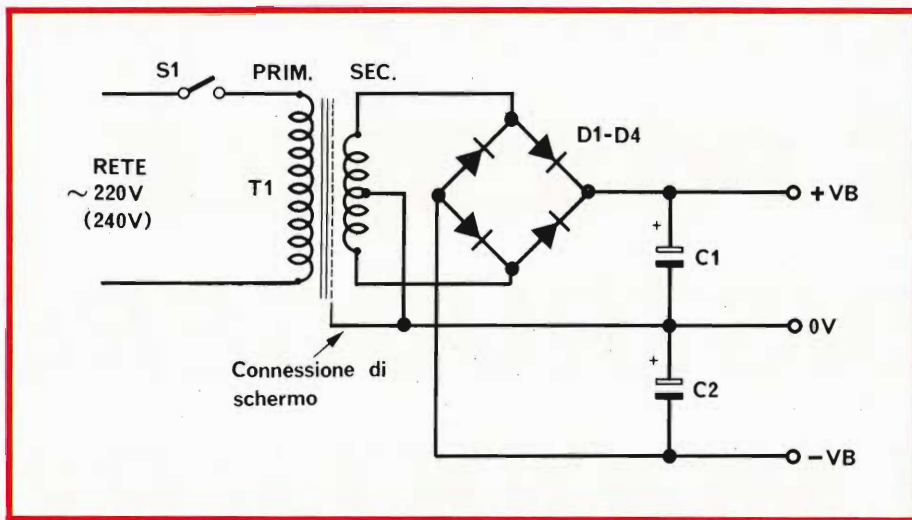 S1
PRIM.
SEC.
D1-D4
RETE
~220V
(240V)
T1
+VB
+
C1
0V
Connessione di
schermo
+
C2
-VB